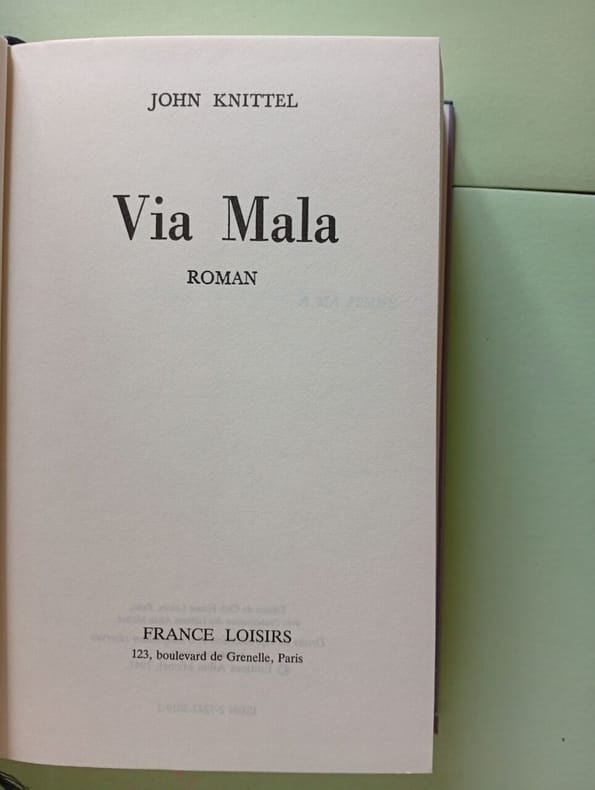 JOHN KNITTEL
Via Mala
ROMAN
FRANCE LOISIRS
123, boulevard de Grenelle, Paris